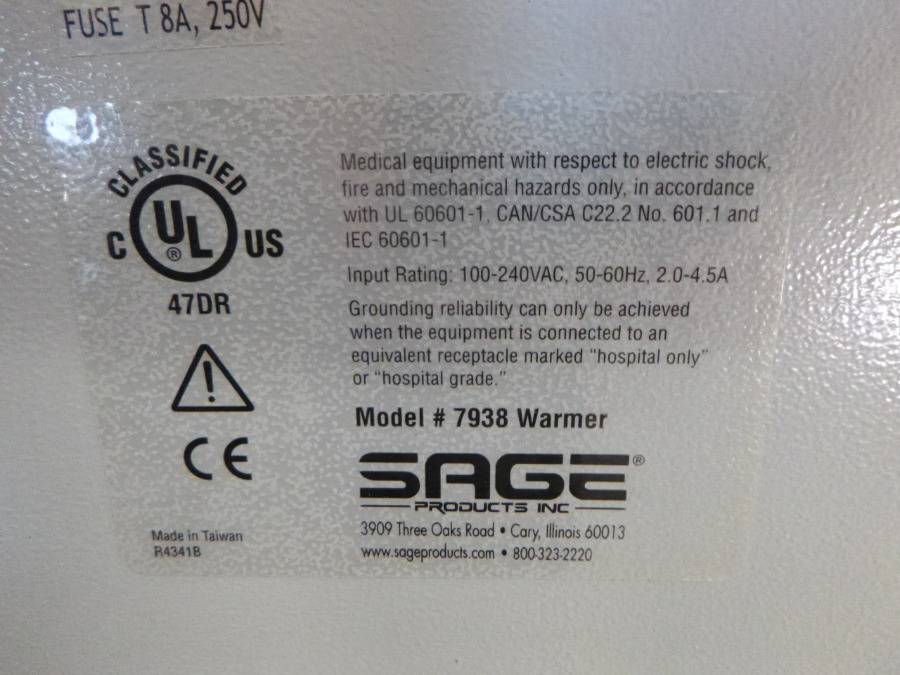 FUSE T 8A, 250V
CLASSIFIED
C UL® US
47DR
Medical equipment with respect to electric shock,
fire and mechanical hazards only, in accordance
with UL 60601-1, CAN/CSA C22.2 No. 601.1 and
IEC 60601-1
Input Rating: 100-240VAC, 50-60Hz, 2.0-4.5A
Grounding reliability can only be achieved
when the equipment is connected to an
equivalent receptacle marked “hospital only”
or “hospital grade.”
!
CE
Model # 7938 Warmer
SAGE®
PRODUCTS INC
3909 Three Oaks Road • Cary, Illinois 60013
www.sageproducts.com • 800-323-2220
Made in Taiwan
R4341B